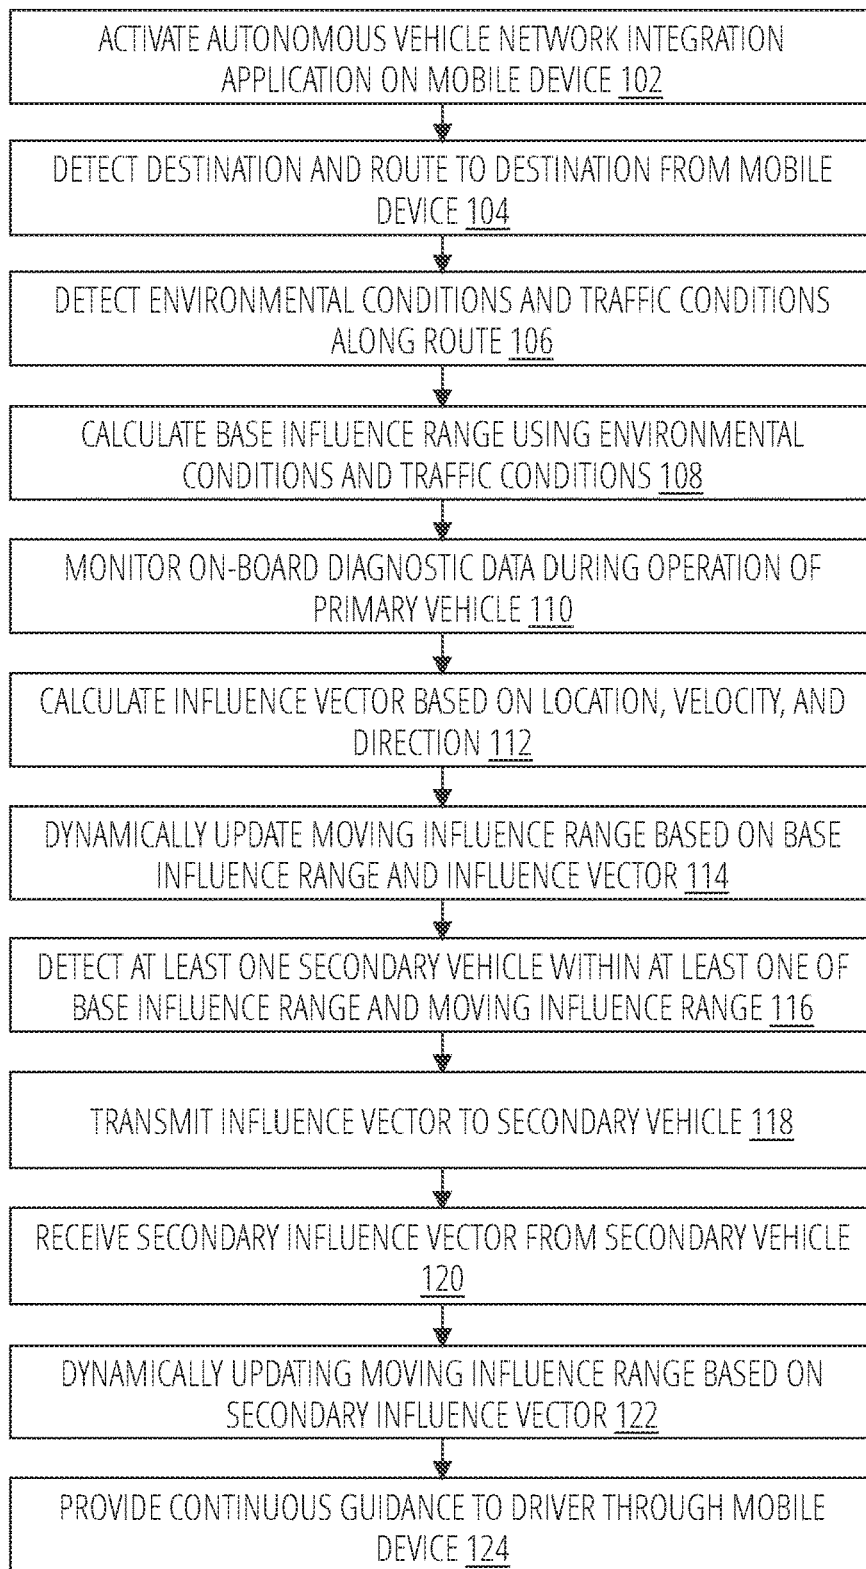 ACTIVATE AUTONOMOUS VEHICLE NETWORK INTEGRATION
APPLICATION ON MOBILE DEVICE 102
DETECT DESTINATION AND ROUTE TO DESTINATION FROM MOBILE
DEVICE 104
DETECT ENVIRONMENTAL CONDITIONS AND TRAFFIC CONDITIONS
ALONG ROUTE 106
CALCULATE BASE INFLUENCE RANGE USING ENVIRONMENTAL
CONDITIONS AND TRAFFIC CONDITIONS 108
MONITOR ON-BOARD DIAGNOSTIC DATA DURING OPERATION OF
PRIMARY VEHICLE 110
CALCULATE INFLUENCE VECTOR BASED ON LOCATION, VELOCITY, AND
DIRECTION 112
DYNAMICALLY UPDATE MOVING INFLUENCE RANGE BASED ON BASE
INFLUENCE RANGE AND INFLUENCE VECTOR 114
DETECT AT LEAST ONE SECONDARY VEHICLE WITHIN AT LEAST ONE OF
BASE INFLUENCE RANGE AND MOVING INFLUENCE RANGE 116
TRANSMIT INFLUENCE VECTOR TO SECONDARY VEHICLE 118
RECEIVE SECONDARY INFLUENCE VECTOR FROM SECONDARY VEHICLE
120
DYNAMICALLY UPDATING MOVING INFLUENCE RANGE BASED ON
SECONDARY INFLUENCE VECTOR 122
PROVIDE CONTINUOUS GUIDANCE TO DRIVER THROUGH MOBILE
DEVICE 124